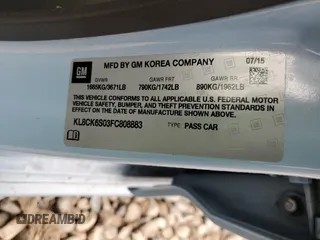 GM
MFD BY GM KOREA COMPANY 07/15
GVWR GAWR FRT GAWR RR
1665KG/3671LB 790KG/1742LB 890KG/1962LB
THIS VEHICLE CONFORMS TO ALL APPLICABLE U.S. FEDERAL MOTOR
VEHICLE SAFETY, BUMPER, AND THEFT PREVENTION STANDARDS IN
EFFECT ON THE DATE OF MANUFACTURE SHOWN ABOVE.
KL8CK6S03FC808883 TYPE: PASS CAR
DREAMBID